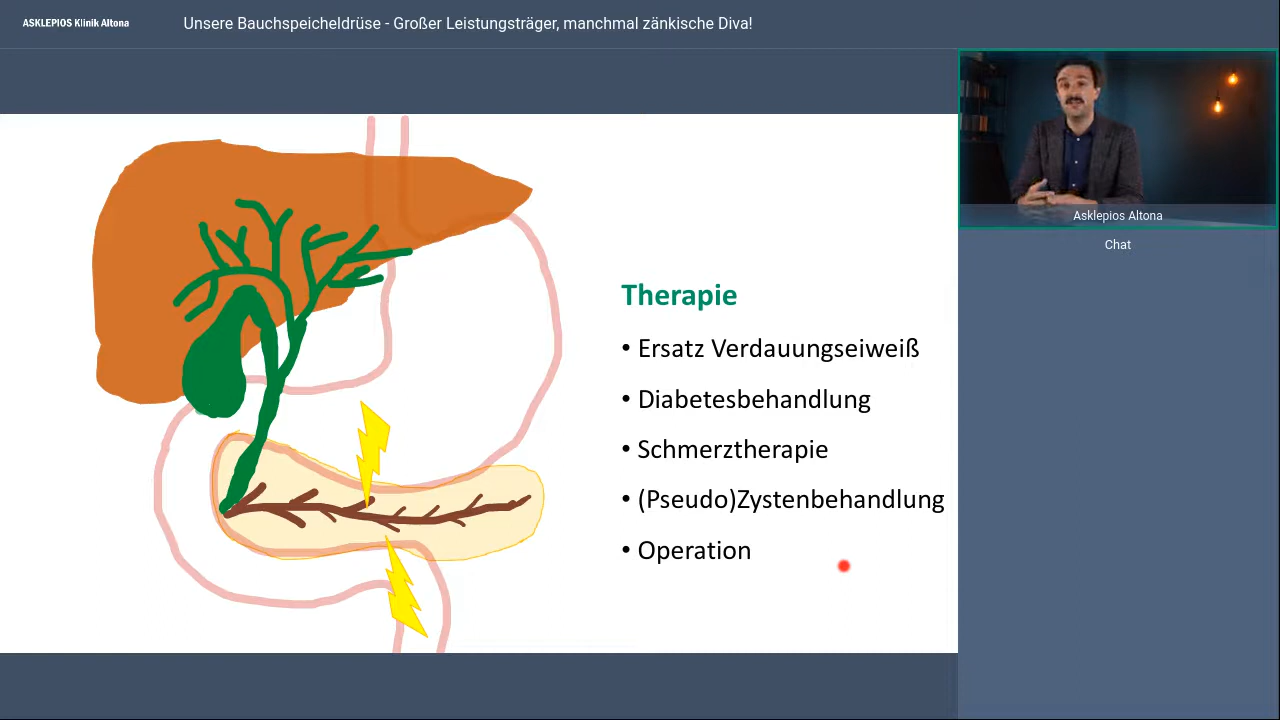 ASKLEPIOS Klinik Altona
Unsere Bauchspeicheldrüse - Großer Leistungsträger, manchmal zänkische Diva!
Asklepios Altona
Chat
Therapie
• Ersatz Verdauungseiweiß
• Diabetesbehandlung
• Schmerztherapie
• (Pseudo)Zystenbehandlung
• Operation